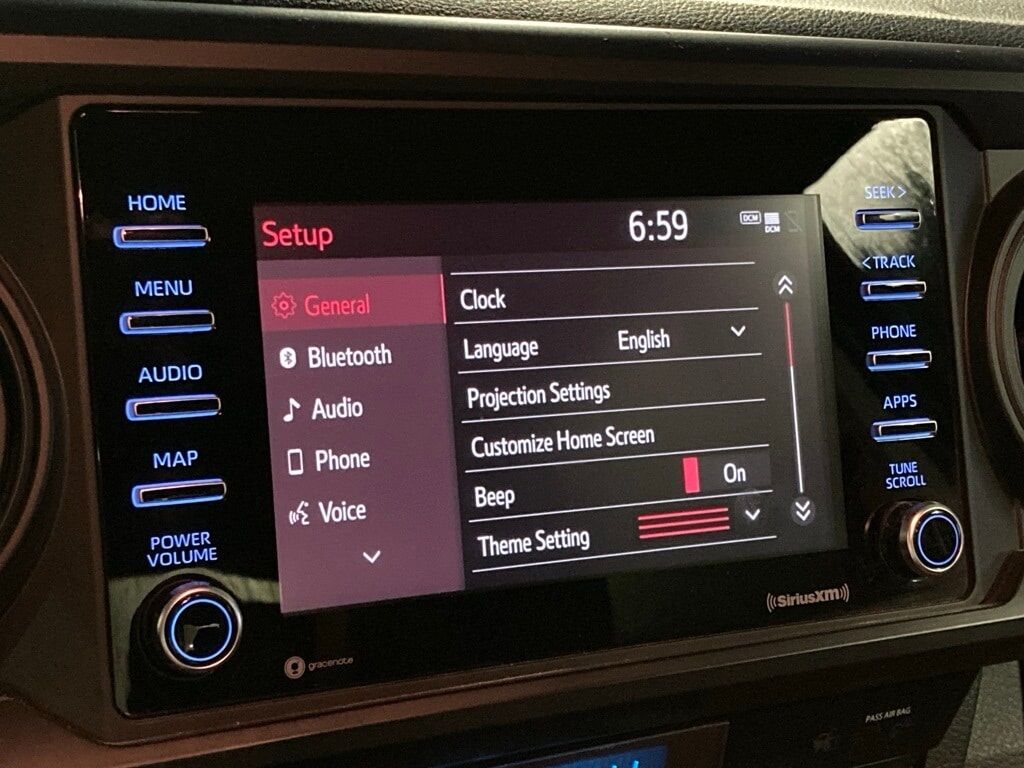 HOME
MENU
AUDIO
MAP
POWER
VOLUME
Setup
6:59
DCM
DCM
General
Bluetooth
Audio
Phone
Voice
Clock
Language English
Projection Settings
Customize Home Screen
Beep On
Theme Setting
SEEK >
< TRACK
PHONE
APPS
TUNE
SCROLL
gracenote
SiriusXM
PASS AIR BAG